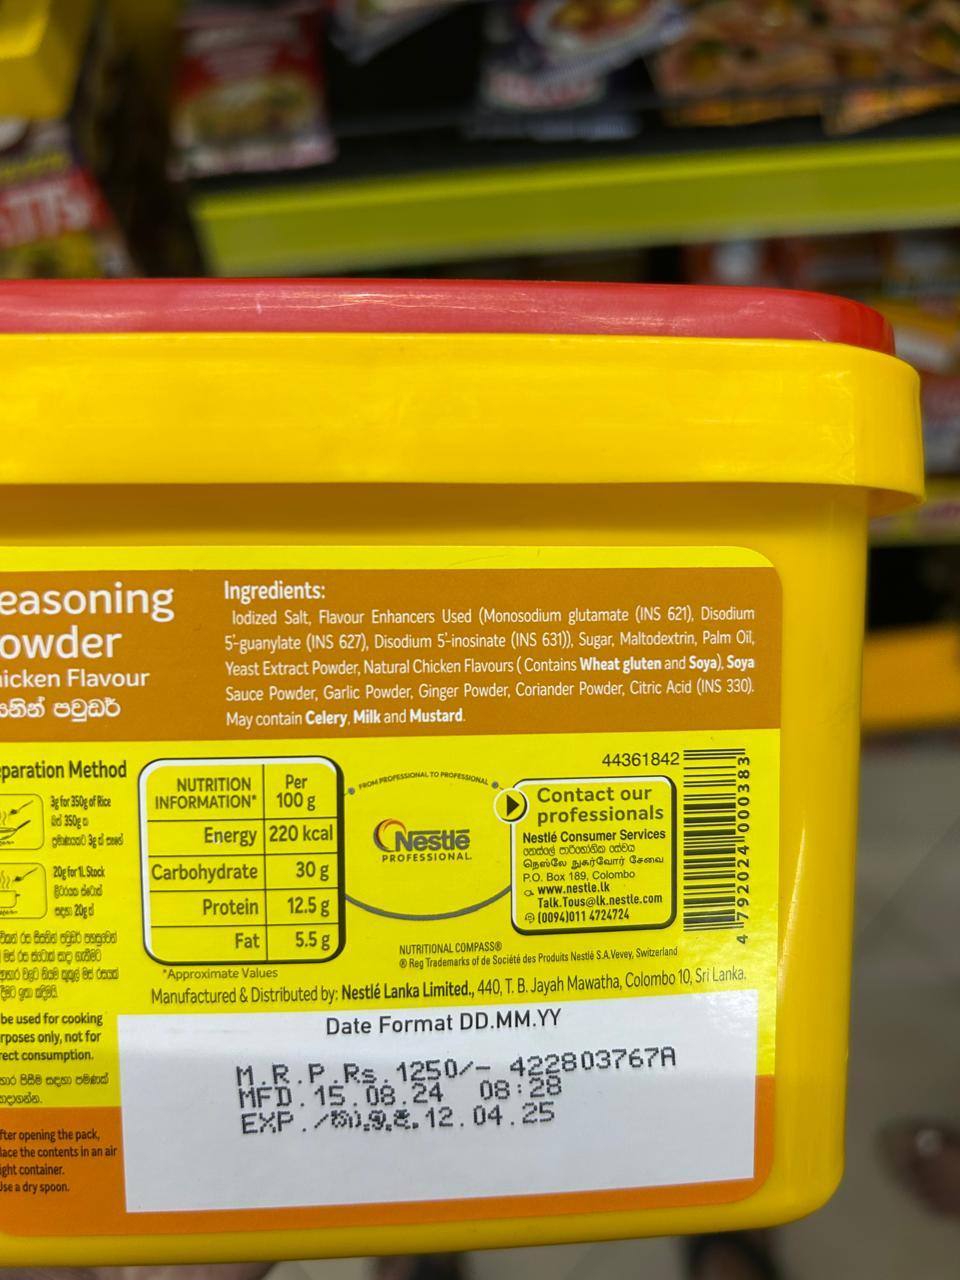 775
easoning
owder
icken Flavour
පවුඩර්
Ingredients:
Iodized Salt, Flavour Enhancers Used (Monosodium glutamate (INS 621), Disodium
5'-guanylate (INS 627), Disodium 5'-inosinate (INS 631)), Sugar, Maltodextrin, Palm Oil,
Yeast Extract Powder, Natural Chicken Flavours ( Contains Wheat gluten and Soya), Soya
Sauce Powder, Garlic Powder, Ginger Powder, Coriander Powder, Citric Acid (INS 330).
May contain Celery, Milk and Mustard.
paration Method
3g for 350g of Rice
20g for 1L Stock
be used for cooking
rposes only, not for
rect consumption.
fter opening the pack,
lace the contents in an air
ight container.
Use a dry spoon.
NUTRITION INFORMATION* Per 100 g
Energy 220 kcal
Carbohydrate 30 g
Protein 12.5 g
Fat 5.5 g
*Approximate Values
FROM PROFESSIONAL TO PROFESSIONAL
Nestlé
PROFESSIONAL.
44361842
Contact our
professionals
Nestlé Consumer Services
நெஸ்லே நுகர்வோர் சேவை
P.O. Box 189, Colombo
www.nestle.lk
Talk.Tous@lk.nestle.com
(0094)011 4724724
4 792024 000383
NUTRITIONAL COMPASS®
® Reg Trademarks of Société des Produits Nestlé S.A.Vevey, Switzerland
Manufactured & Distributed by: Nestlé Lanka Limited., 440, T. B. Jayah Mawatha, Colombo 10, Sri Lanka.
Date Format DD.MM.YY
M.R.P.Rs.1250/- 422803767A
MFD.15.08.24 08:28
EXP./කා.ඉ.දි.12.04.25